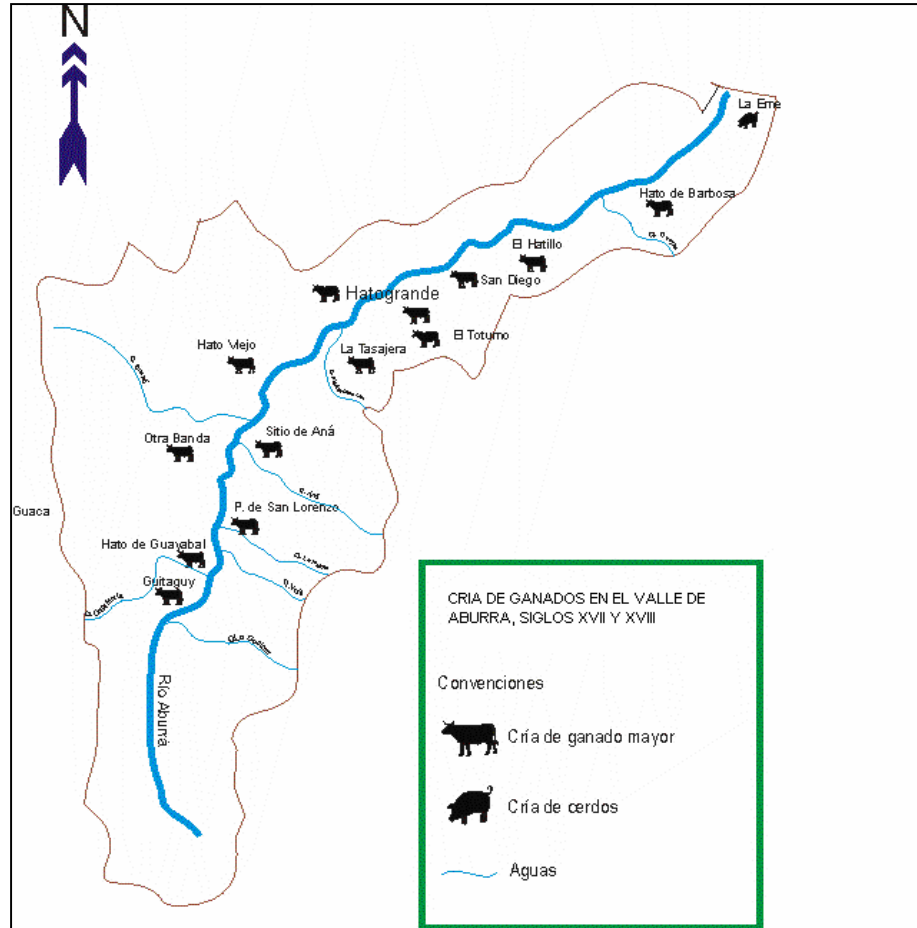 N
La Eme
Hato de Barbosa
El Hatillo
San Diego
Hatogrande
El Totumo
Hato Viejo
La Tasajera
Otra Banda
Sitio de Aná
Guaca
P. de San Lorenzo
Hato de Guayabal
Guitaguy
Río Aburrá
CRIA DE GANADOS EN EL VALLE DE
ABURRA, SIGLOS XVII Y XVIII
Convenciones
Cría de ganado mayor
Cría de cerdos
Aguas